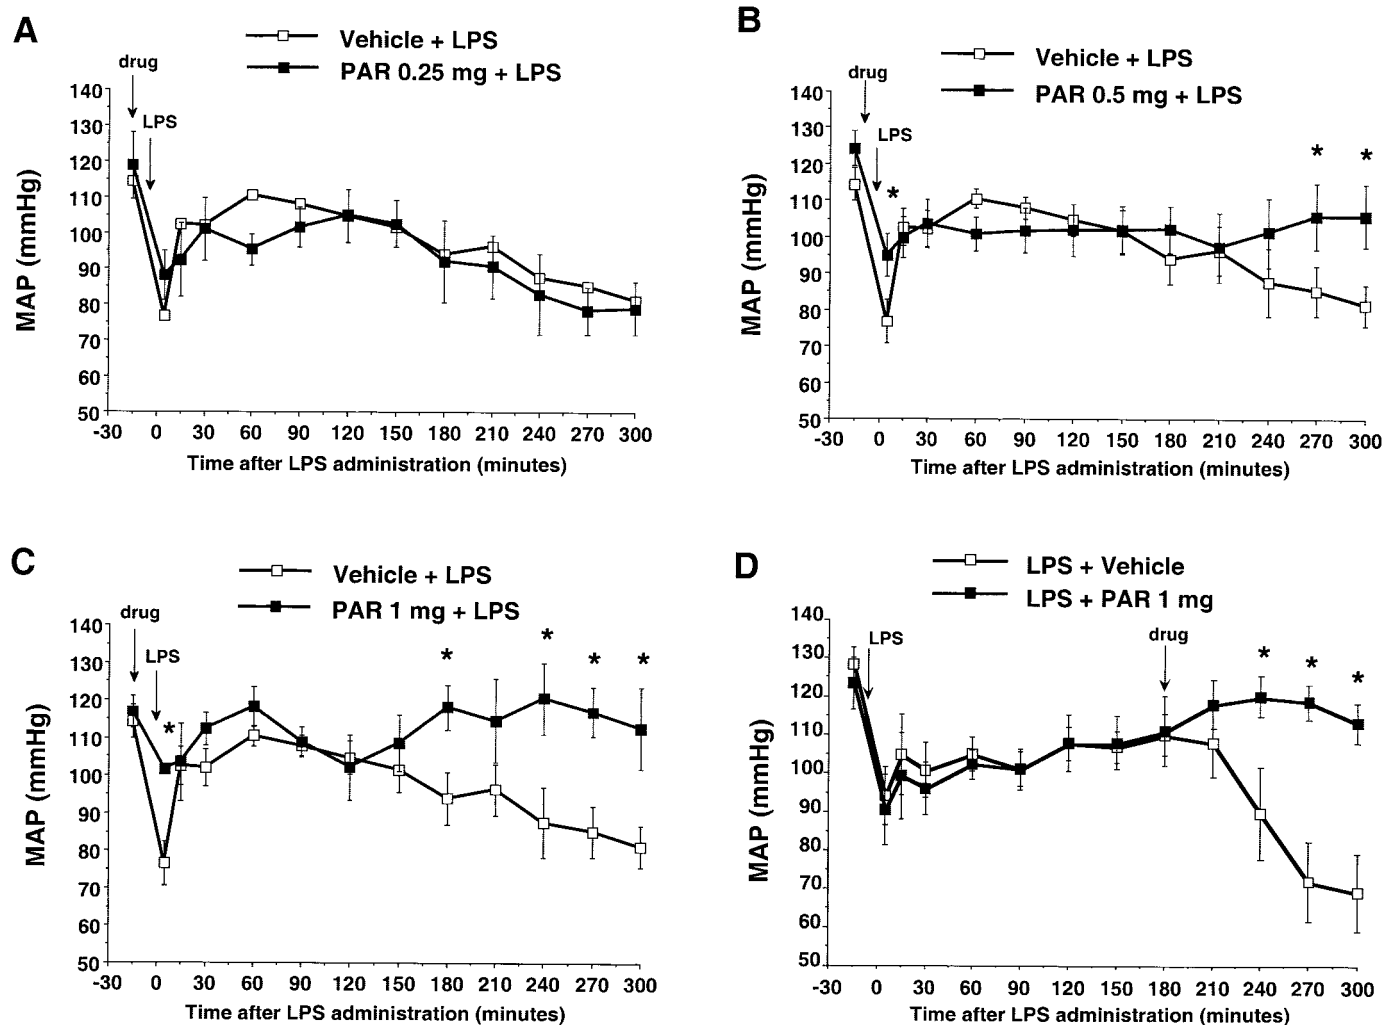 A
Vehicle + LPS
PAR 0.25 mg + LPS
drug
LPS
140
130
120
110
100
90
80
70
60
50
MAP (mmHg)
-30 0 30 60 90 120 150 180 210 240 270 300
Time after LPS administration (minutes)
B
Vehicle + LPS
PAR 0.5 mg + LPS
drug
LPS
* * *
140
130
120
110
100
90
80
70
60
50
MAP (mmHg)
-30 0 30 60 90 120 150 180 210 240 270 300
Time after LPS administration (minutes)
C
Vehicle + LPS
PAR 1 mg + LPS
drug
LPS
* * * * *
140
130
120
110
100
90
80
70
60
50
MAP (mmHg)
-30 0 30 60 90 120 150 180 210 240 270 300
Time after LPS administration (minutes)
D
LPS + Vehicle
LPS + PAR 1 mg
LPS
drug
* * *
140
130
120
110
100
90
80
70
60
50
MAP (mmHg)
-30 0 30 60 90 120 150 180 210 240 270 300
Time after LPS administration (minutes)